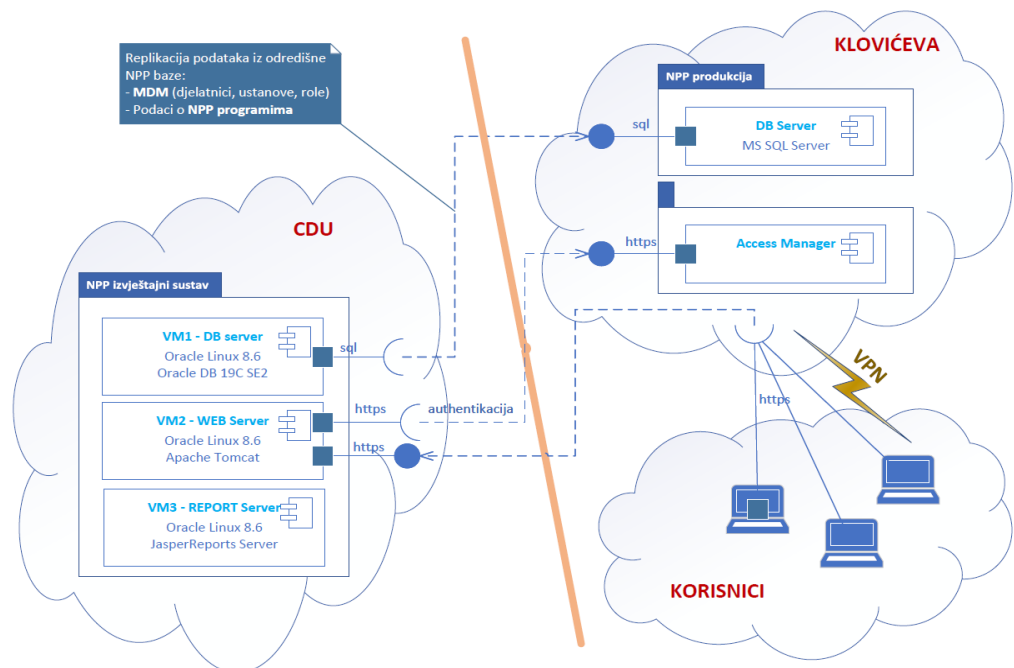 Replikacija podataka iz odredišne
NPP baze:
- MDM (djelatnici, ustanove, role)
- Podaci o NPP programima
KLOVIĆEVA
NPP produkcija
sql
DB Server
MS SQL Server
https
Access Manager
CDU
NPP izvještajni sustav
VM1 - DB server
Oracle Linux 8.6
Oracle DB 19C SE2
sql
VM2 - WEB Server
Oracle Linux 8.6
Apache Tomcat
https
authentikacija
https
VM3 - REPORT Server
Oracle Linux 8.6
JasperReports Server
VPN
https
KORISNICI